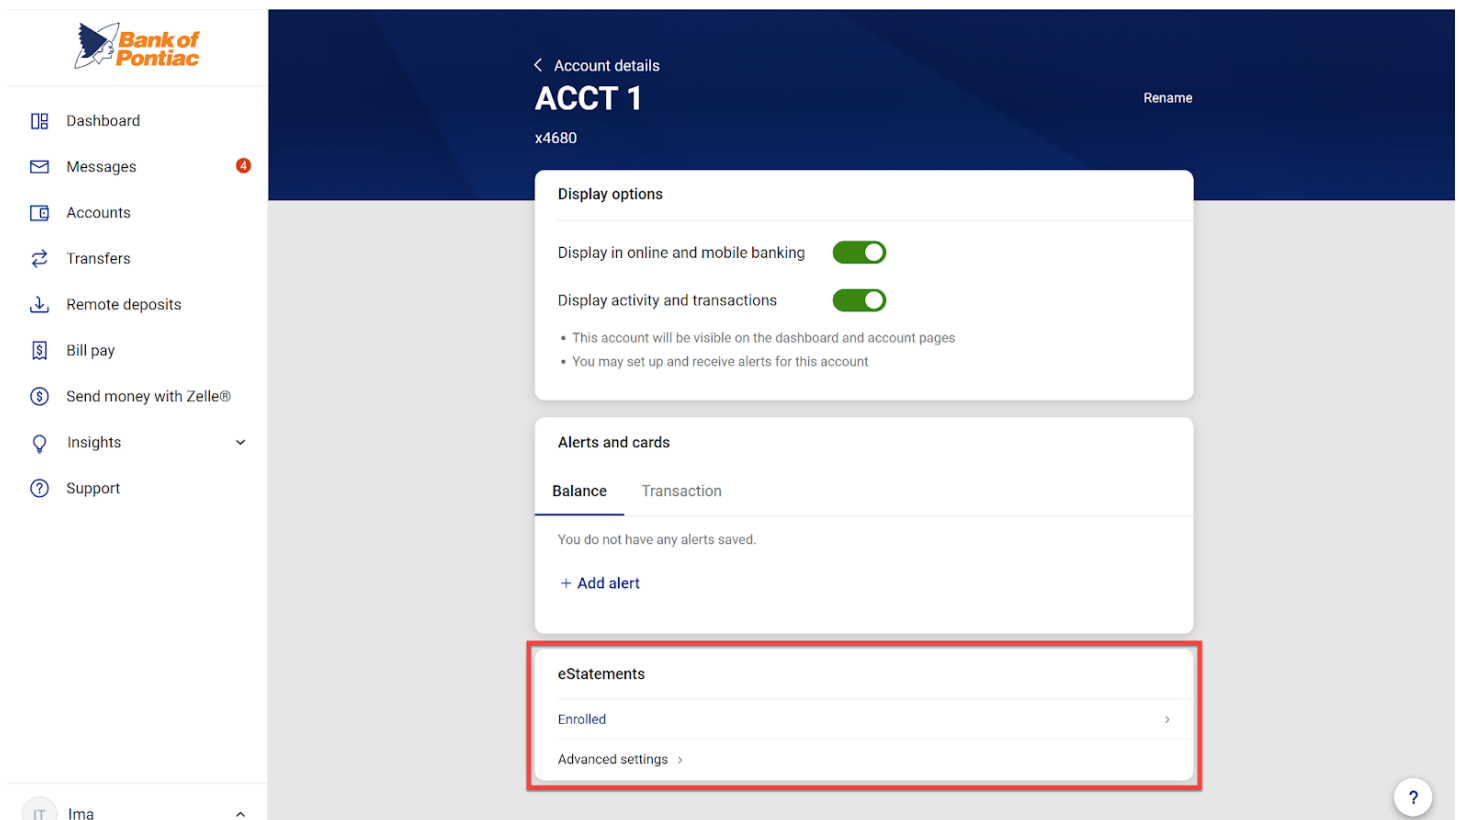 Bank of
Pontiac
Dashboard
Messages
4
Accounts
Transfers
Remote deposits
Bill pay
Send money with Zelle®
Insights
Support
IT
Ima
Account details
ACCT 1
Rename
x4680
Display options
Display in online and mobile banking
Display activity and transactions
• This account will be visible on the dashboard and account pages
• You may set up and receive alerts for this account
Alerts and cards
Balance Transaction
You do not have any alerts saved.
+ Add alert
eStatements
Enrolled
Advanced settings
?